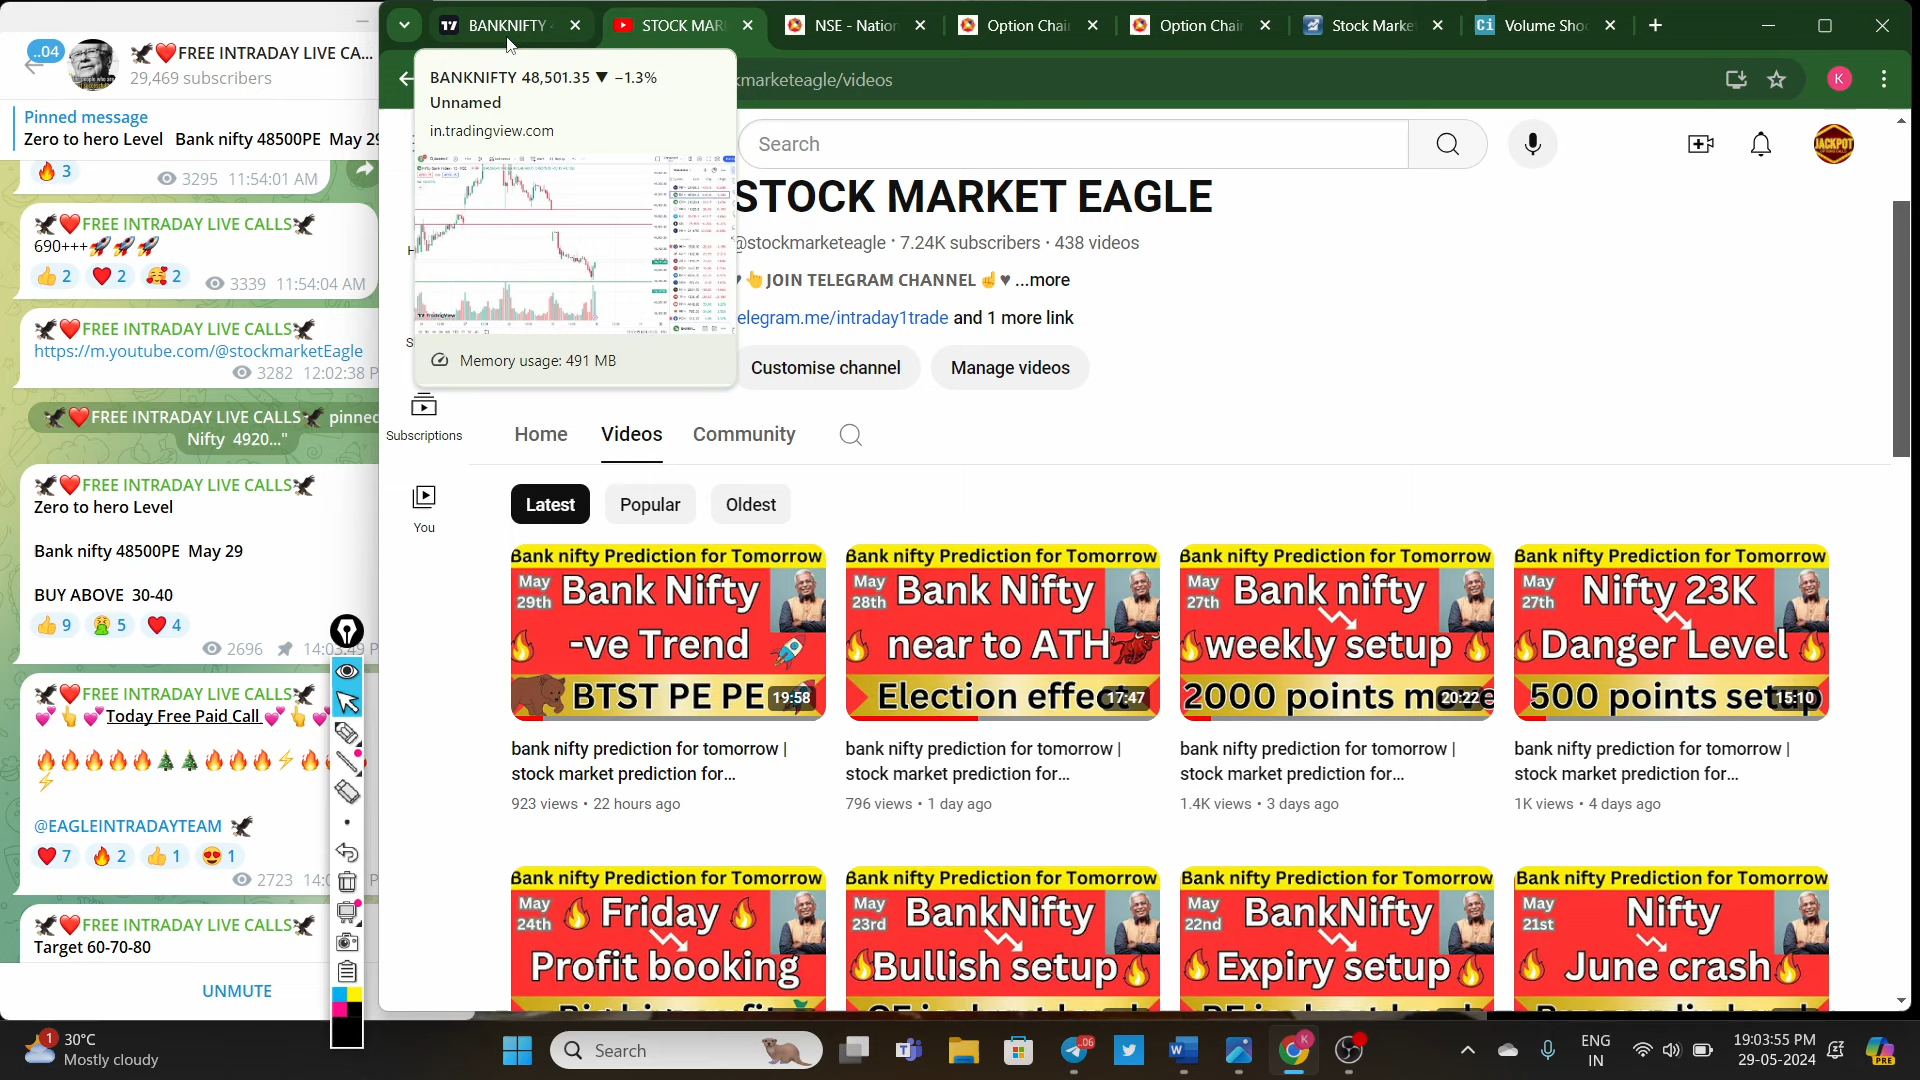 ..04
🦅❤️FREE INTRADAY LIVE CA...
29,469 subscribers
Pinned message
Zero to hero Level Bank nifty 48500PE May 29
🔥 3
3295 11:54:01 AM
🦅❤️FREE INTRADAY LIVE CALLS🦅
690+++🚀🚀🚀
👍 2 ❤️ 2 🥰 2
3339 11:54:04 AM
🦅❤️FREE INTRADAY LIVE CALLS🦅
https://m.youtube.com/@stockmarketEagle
3282 12:02:38 P
🦅❤️FREE INTRADAY LIVE CALLS🦅 pinned
Nifty 4920..."
🦅❤️FREE INTRADAY LIVE CALLS🦅
Zero to hero Level
Bank nifty 48500PE May 29
BUY ABOVE 30-40
👍 9 🤮 5 ❤️ 4
2696 14:03:49 P
🦅❤️FREE INTRADAY LIVE CALLS🦅
💕👆💕Today Free Paid Call 💕👆💕
🔥🔥🔥🔥🔥🎄🎄🔥🔥🔥⚡🔥
⚡
@EAGLEINTRADAYTEAM 🦅
❤️ 7 🔥 2 👍 1 😍 1
2723 14:0
🦅❤️FREE INTRADAY LIVE CALLS🦅
Target 60-70-80
UNMUTE
BANKNIFTY
STOCK MAR
NSE - Nation
Option Chai
Option Chai
Stock Marke
Ci Volume Sho
BANKNIFTY 48,501.35 ▼ −1.3%
Unnamed
in.tradingview.com
Memory usage: 491 MB
kmarketeagle/videos
K
Search
JACKPOT
STOCK MARKET EAGLE
@stockmarketeagle · 7.24K subscribers · 438 videos
♥👆JOIN TELEGRAM CHANNEL ☝♥ ...more
elegram.me/intraday1trade and 1 more link
Customise channel
Manage videos
Subscriptions
You
Home Videos Community
Latest Popular Oldest
Bank nifty Prediction for Tomorrow
May 29th
Bank Nifty
-ve Trend
BTST PE PE
19:58
Bank nifty Prediction for Tomorrow
May 28th
Bank Nifty
near to ATH
Election effect
17:47
Bank nifty Prediction for Tomorrow
May 27th
Bank nifty
weekly setup
2000 points move
20:22
Bank nifty Prediction for Tomorrow
May 27th
Nifty 23K
Danger Level
500 points setup
15:10
bank nifty prediction for tomorrow |
stock market prediction for...
923 views • 22 hours ago
bank nifty prediction for tomorrow |
stock market prediction for...
796 views • 1 day ago
bank nifty prediction for tomorrow |
stock market prediction for...
1.4K views • 3 days ago
bank nifty prediction for tomorrow |
stock market prediction for...
1K views • 4 days ago
Bank nifty Prediction for Tomorrow
May 24th
Friday
Profit booking
Bank nifty Prediction for Tomorrow
May 23rd
BankNifty
Bullish setup
Bank nifty Prediction for Tomorrow
May 22nd
BankNifty
Expiry setup
Bank nifty Prediction for Tomorrow
May 21st
Nifty
June crash
1
30°C
Mostly cloudy
Search
..06
ENG
IN
19:03:55 PM
29-05-2024
PRE